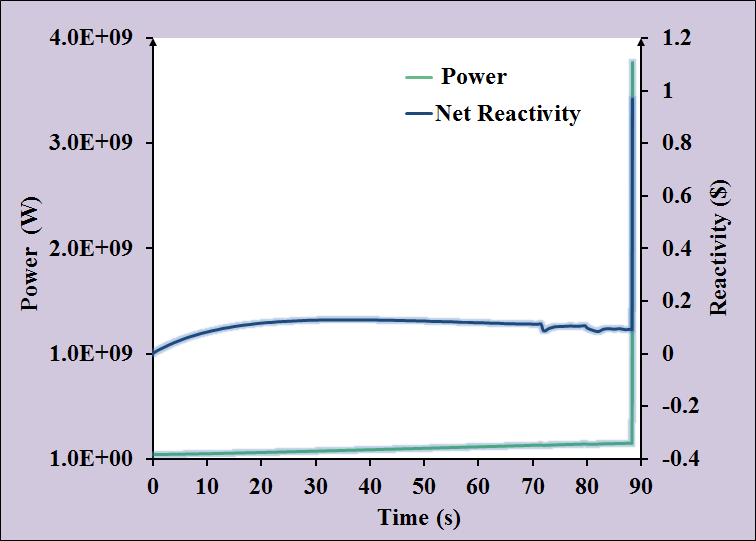 4.0E+09
3.0E+09
2.0E+09
1.0E+09
1.0E+00
Power (W)
Power
Net Reactivity
1.2
1
0.8
0.6
0.4
0.2
0
-0.2
-0.4
Reactivity ($)
0 10 20 30 40 50 60 70 80 90
Time (s)